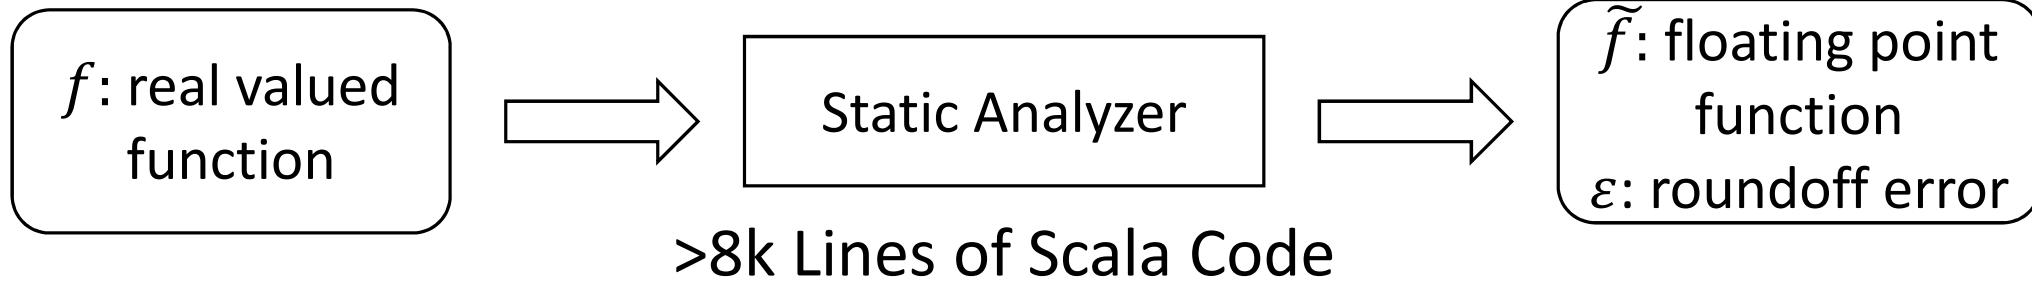 f: real valued
function
Static Analyzer
>8k Lines of Scala Code
f̃: floating point
function
ε: roundoff error